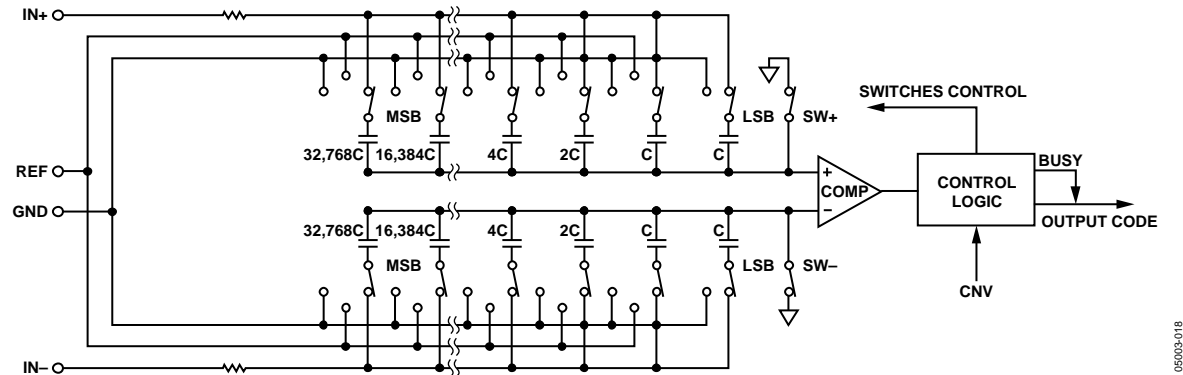 IN+
SWITCHES CONTROL
MSB
LSB
SW+
32,768C 16,384C 4C 2C C C
BUSY
REF
COMP
+
−
CONTROL
LOGIC
GND
OUTPUT CODE
32,768C 16,384C 4C 2C C C
MSB
LSB
SW−
CNV
IN−
05003-018